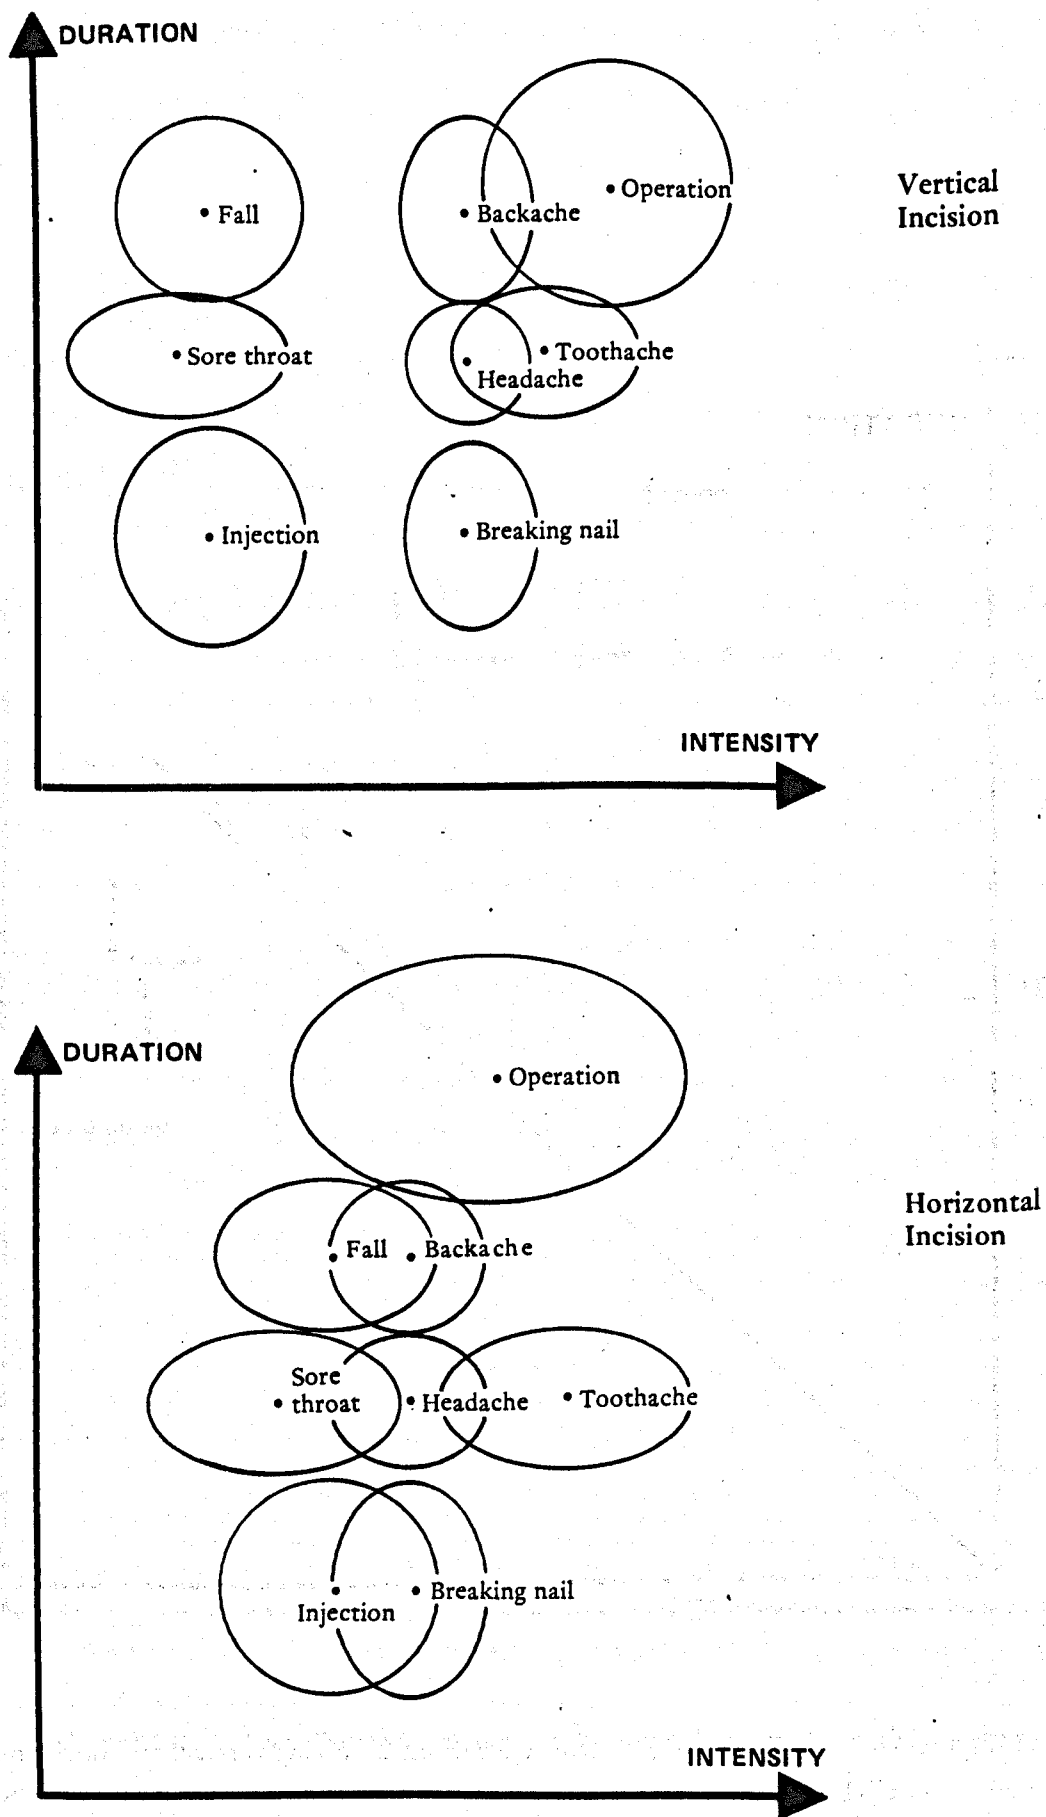 DURATION
Operation
Vertical
Incision
Fall
Backache
Sore throat
Toothache
Headache
Injection
Breaking nail
INTENSITY
DURATION
Operation
Horizontal
Incision
Fall
Backache
Sore
throat
Headache
Toothache
Breaking nail
Injection
INTENSITY